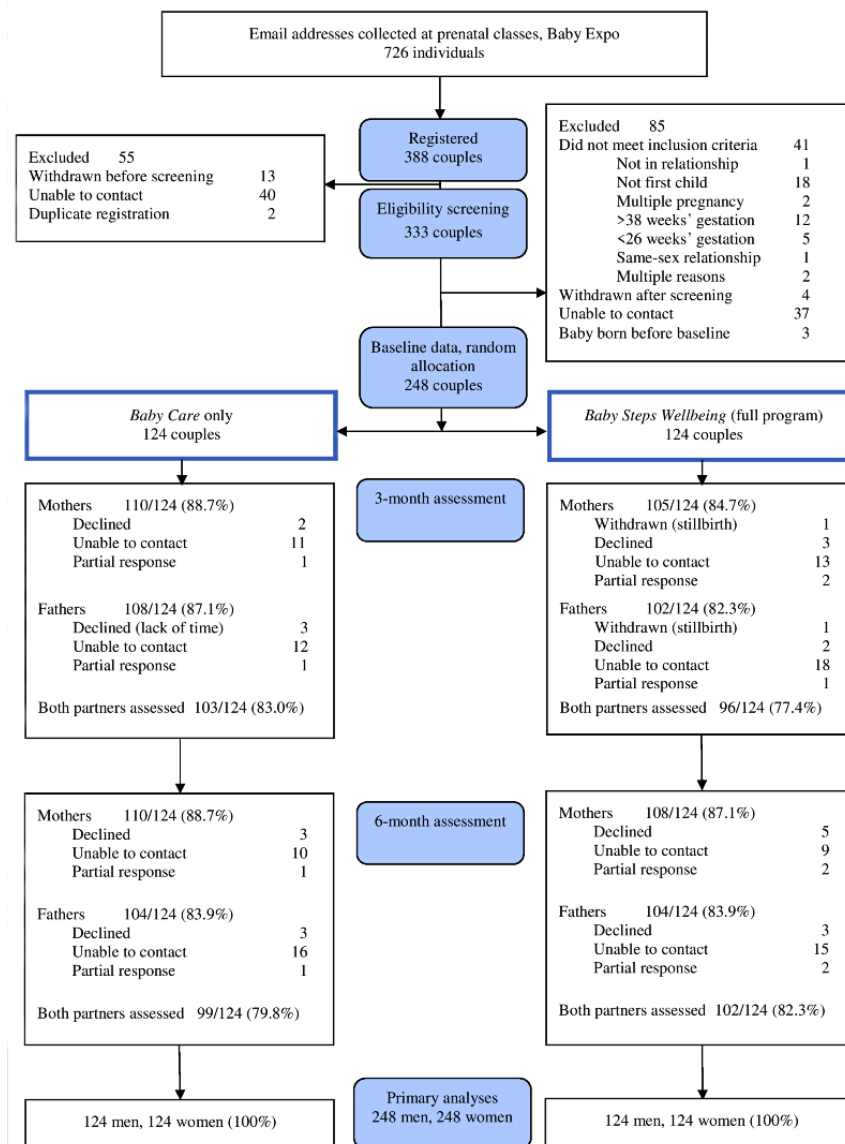 Email addresses collected at prenatal classes, Baby Expo
726 individuals
Registered
388 couples
Excluded 55
Withdrawn before screening 13
Unable to contact 40
Duplicate registration 2
Eligibility screening
333 couples
Excluded 85
Did not meet inclusion criteria 41
Not in relationship 1
Not first child 18
Multiple pregnancy 2
>38 weeks’ gestation 12
<26 weeks’ gestation 5
Same-sex relationship 1
Multiple reasons 2
Withdrawn after screening 4
Unable to contact 37
Baby born before baseline 3
Baseline data, random
allocation
248 couples
Baby Care only
124 couples
Baby Steps Wellbeing (full program)
124 couples
3-month assessment
Mothers 110/124 (88.7%)
Declined 2
Unable to contact 11
Partial response 1
Fathers 108/124 (87.1%)
Declined (lack of time) 3
Unable to contact 12
Partial response 1
Both partners assessed 103/124 (83.0%)
Mothers 105/124 (84.7%)
Withdrawn (stillbirth) 1
Declined 3
Unable to contact 13
Partial response 2
Fathers 102/124 (82.3%)
Withdrawn (stillbirth) 1
Declined 2
Unable to contact 18
Partial response 1
Both partners assessed 96/124 (77.4%)
6-month assessment
Mothers 110/124 (88.7%)
Declined 3
Unable to contact 10
Partial response 1
Fathers 104/124 (83.9%)
Declined 3
Unable to contact 16
Partial response 1
Both partners assessed 99/124 (79.8%)
Mothers 108/124 (87.1%)
Declined 5
Unable to contact 9
Partial response 2
Fathers 104/124 (83.9%)
Declined 3
Unable to contact 15
Partial response 2
Both partners assessed 102/124 (82.3%)
Primary analyses
248 men, 248 women
124 men, 124 women (100%)
124 men, 124 women (100%)